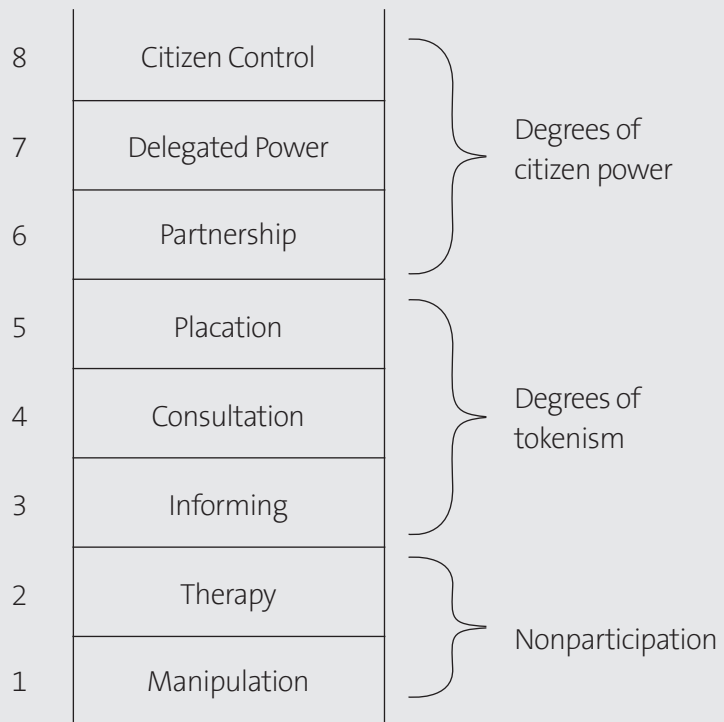 8 Citizen Control
7 Delegated Power
6 Partnership
Degrees of
citizen power
5 Placation
4 Consultation
3 Informing
Degrees of
tokenism
2 Therapy
1 Manipulation
Nonparticipation